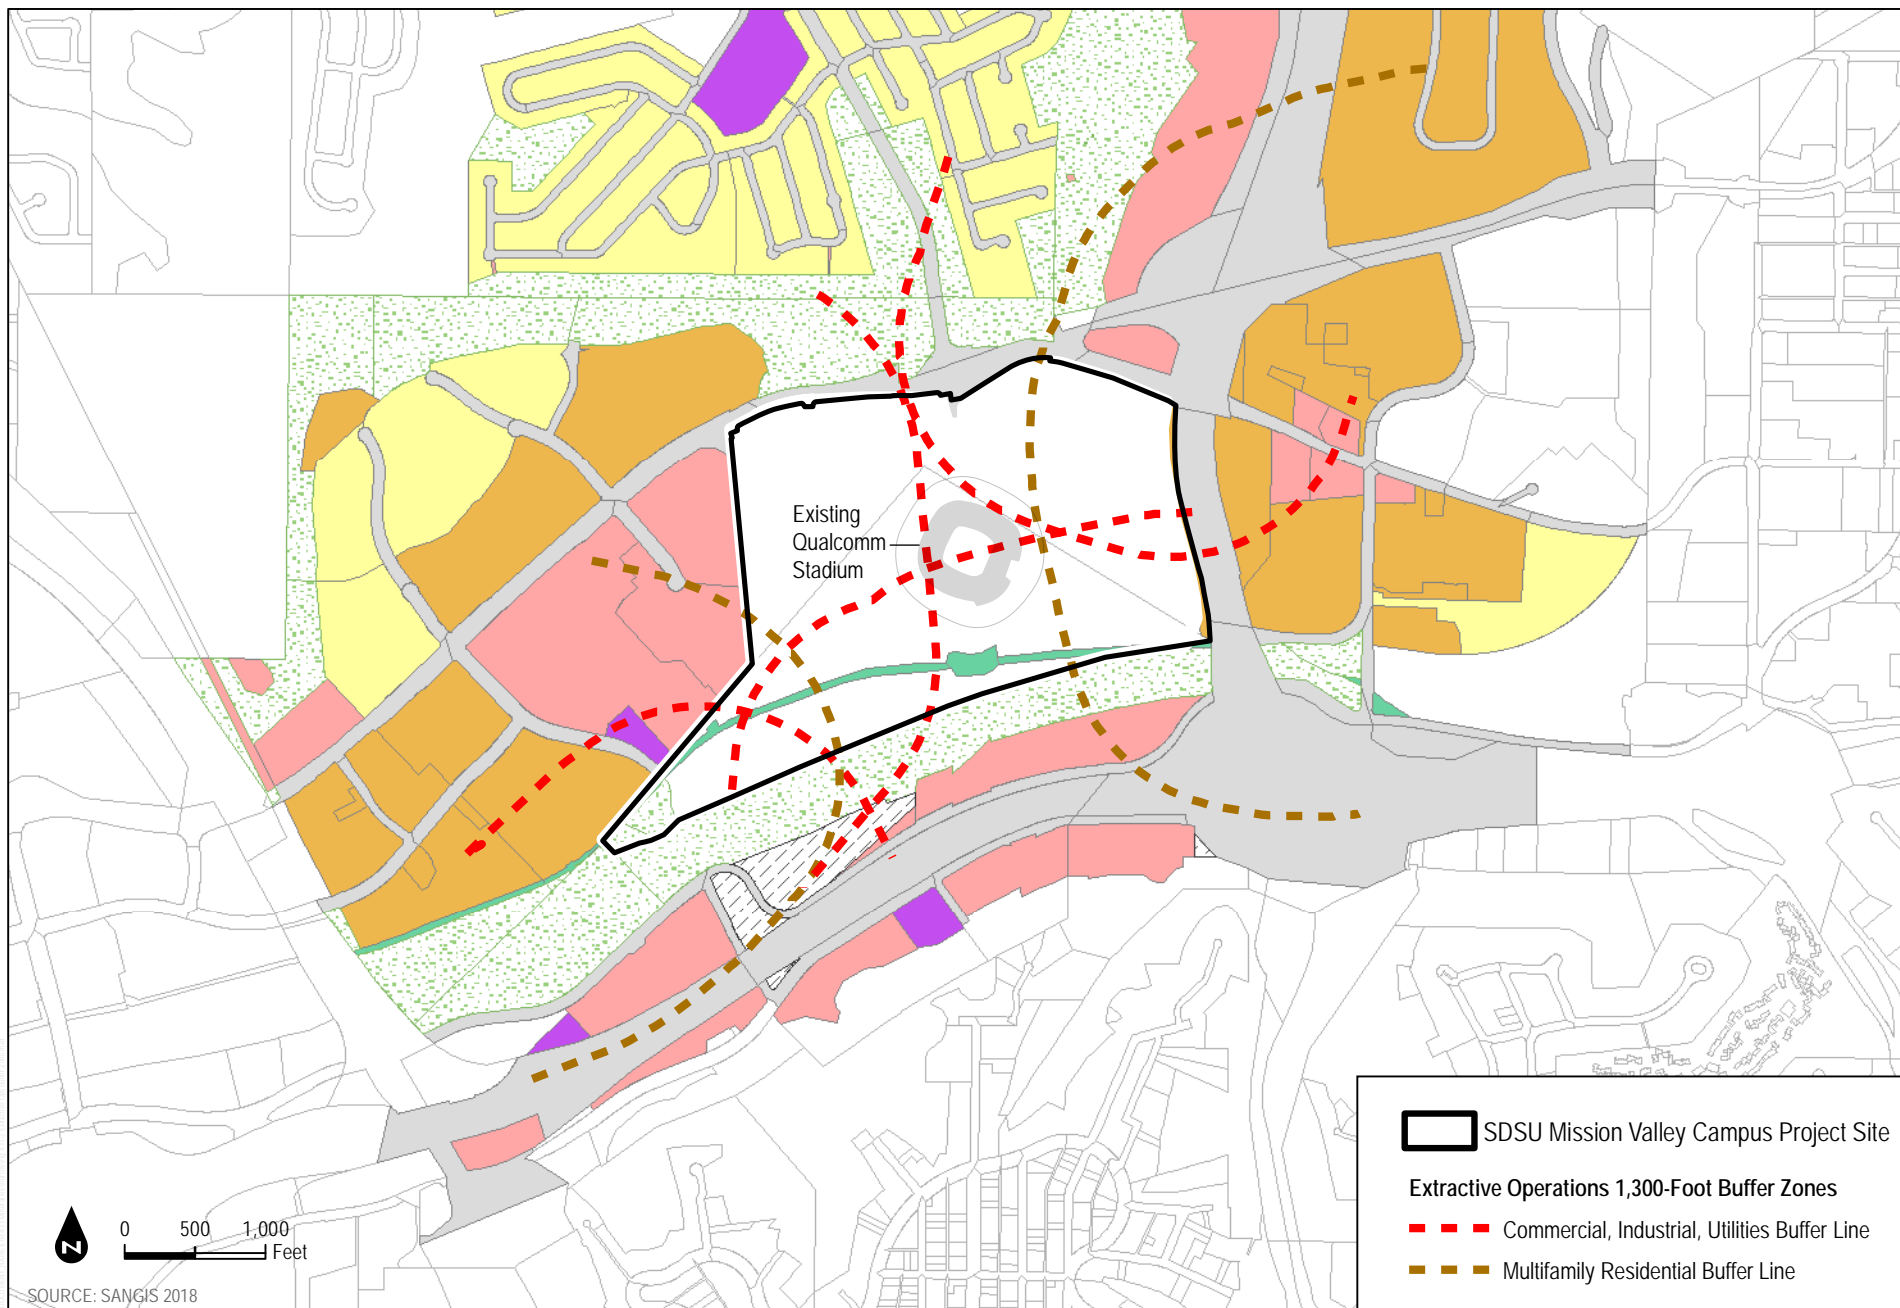 Existing
Qualcomm
Stadium
SDSU Mission Valley Campus Project Site
Extractive Operations 1,300-Foot Buffer Zones
Commercial, Industrial, Utilities Buffer Line
Multifamily Residential Buffer Line
N
0 500 1,000
Feet
SOURCE: SANGIS 2018